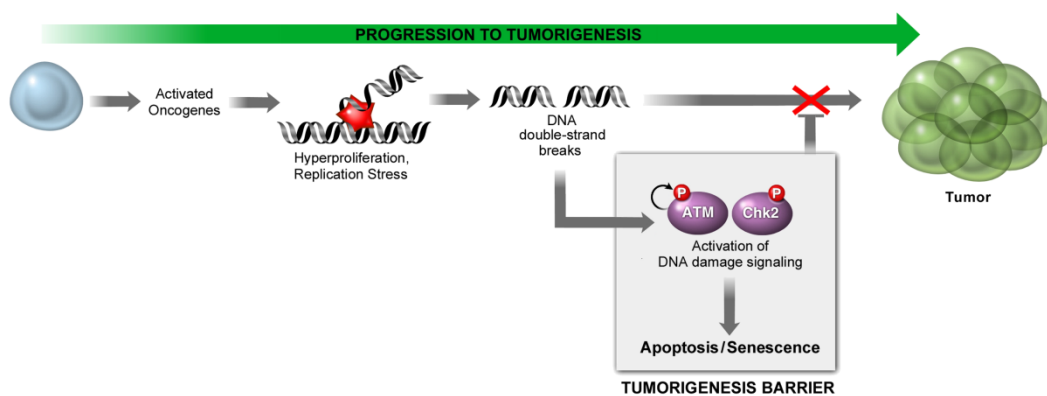 PROGRESSION TO TUMORIGENESIS
Activated
Oncogenes
Hyperproliferation,
Replication Stress
DNA
double-strand
breaks
Tumor
P
P
ATM
Chk2
Activation of
DNA damage signaling
Apoptosis/Senescence
TUMORIGENESIS BARRIER